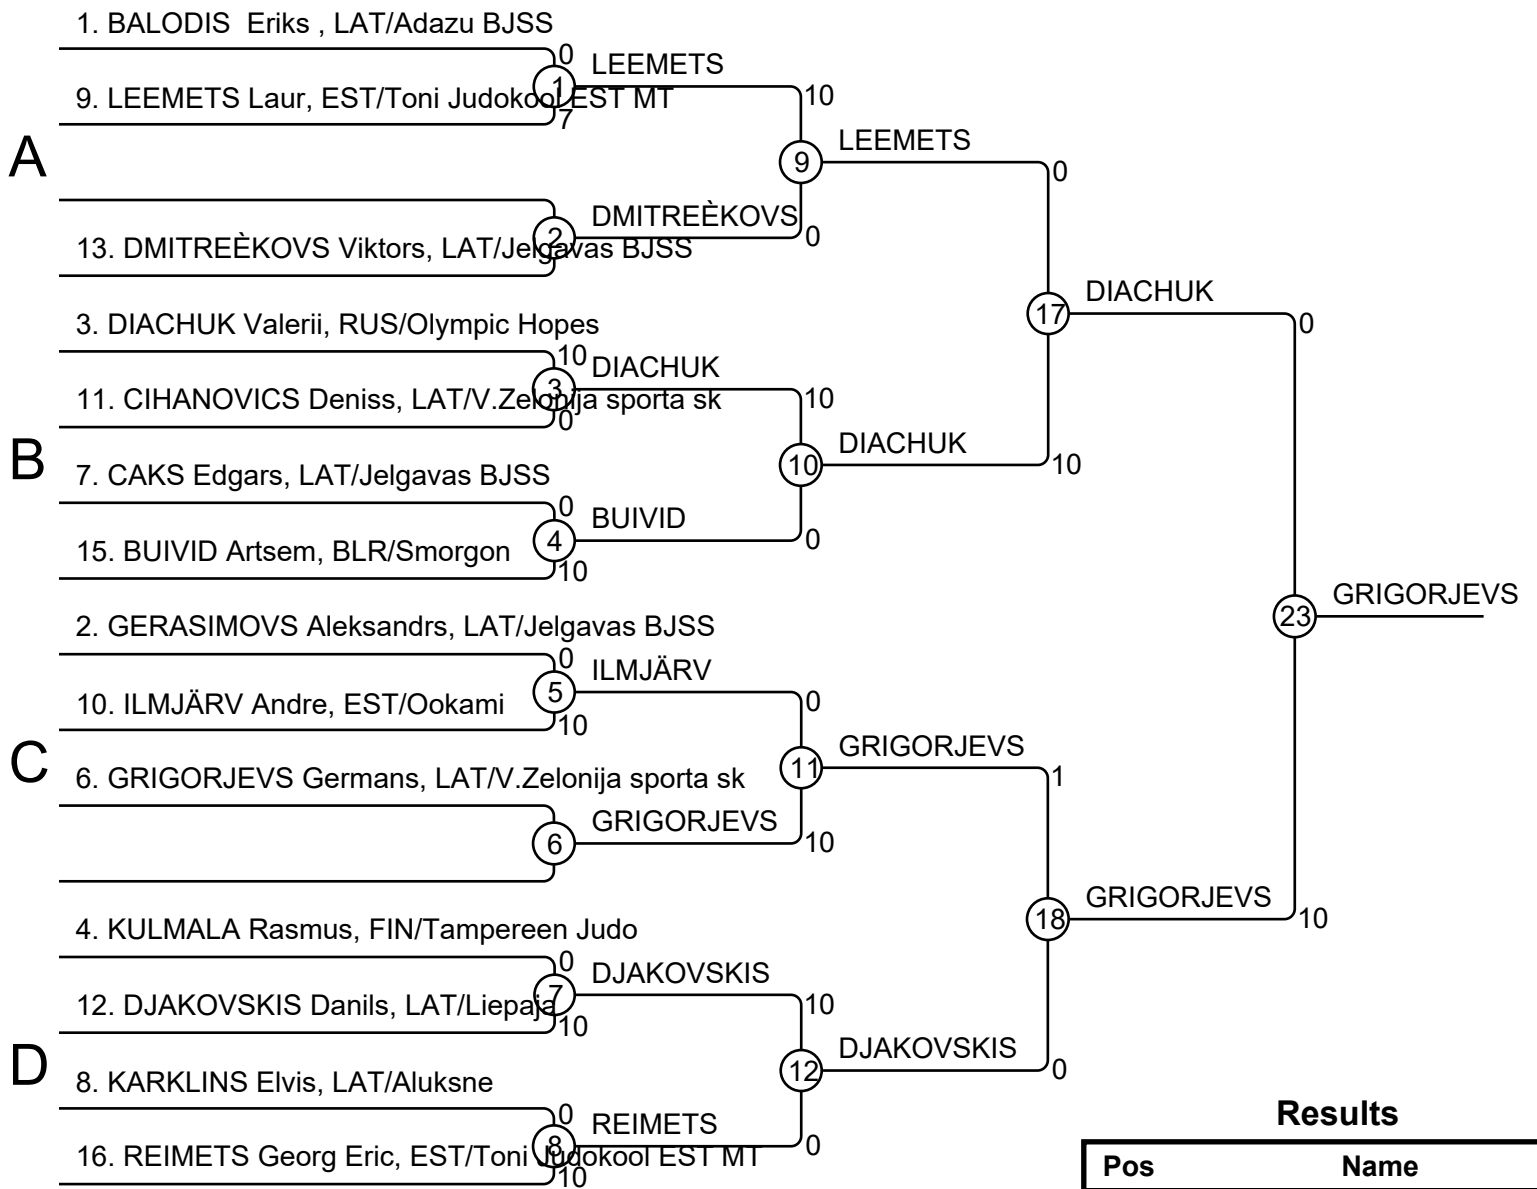 1. BALODIS Eriks , LAT/Adazu BJSS
0
LEEMETS
1
9. LEEMETS Laur, EST/Toni Judokool EST MT
7
10
A
LEEMETS
9
0
DMITREÈKOVS
2
0
13. DMITREÈKOVS Viktors, LAT/Jelgavas BJSS
DIACHUK
17
0
3. DIACHUK Valerii, RUS/Olympic Hopes
10
DIACHUK
3
11. CIHANOVICS Deniss, LAT/V.Zelonija sporta sk
0
10
B
DIACHUK
10
10
7. CAKS Edgars, LAT/Jelgavas BJSS
0
BUIVID
4
0
15. BUIVID Artsem, BLR/Smorgon
10
GRIGORJEVS
23
2. GERASIMOVS Aleksandrs, LAT/Jelgavas BJSS
0
ILMJÄRV
5
10. ILMJÄRV Andre, EST/Ookami
10
0
C
GRIGORJEVS
11
1
6. GRIGORJEVS Germans, LAT/V.Zelonija sporta sk
GRIGORJEVS
6
10
GRIGORJEVS
18
10
4. KULMALA Rasmus, FIN/Tampereen Judo
0
DJAKOVSKIS
7
12. DJAKOVSKIS Danils, LAT/Liepaja
10
10
D
DJAKOVSKIS
12
0
8. KARKLINS Elvis, LAT/Aluksne
0
REIMETS
8
0
16. REIMETS Georg Eric, EST/Toni Judokool EST MT
10
Results
Pos Name